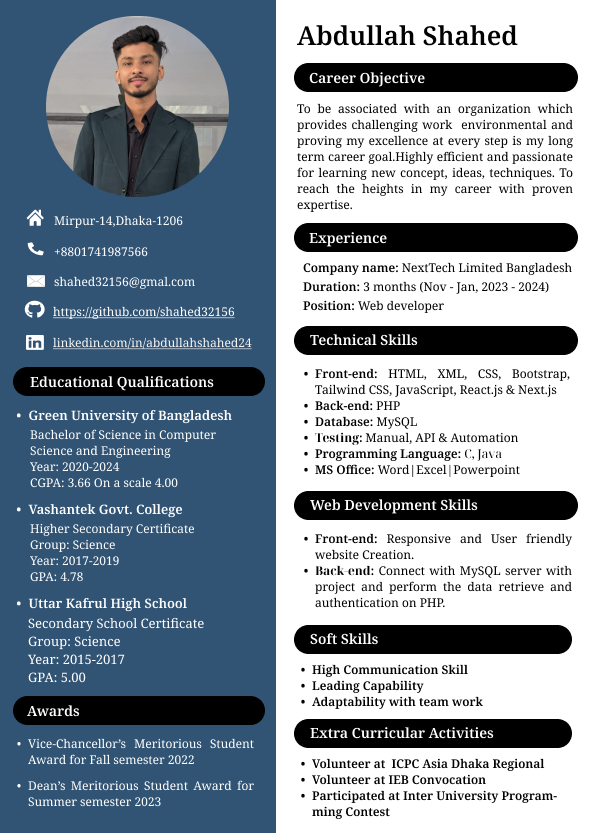 Mirpur-14,Dhaka-1206
+8801741987566
shahed32156@gmal.com
https://github.com/shahed32156
linkedin.com/in/abdullahshahed24
Educational Qualifications
• Green University of Bangladesh
Bachelor of Science in Computer
Science and Engineering
Year: 2020-2024
CGPA: 3.66 On a scale 4.00
• Vashantek Govt. College
Higher Secondary Certificate
Group: Science
Year: 2017-2019
GPA: 4.78
• Uttar Kafrul High School
Secondary School Certificate
Group: Science
Year: 2015-2017
GPA: 5.00
Awards
• Vice-Chancellor’s Meritorious Student
Award for Fall semester 2022
• Dean’s Meritorious Student Award for
Summer semester 2023
Abdullah Shahed
Career Objective
To be associated with an organization which
provides challenging work environmental and
proving my excellence at every step is my long
term career goal.Highly efficient and passionate
for learning new concept, ideas, techniques. To
reach the heights in my career with proven
expertise.
Experience
Company name: NextTech Limited Bangladesh
Duration: 3 months (Nov - Jan, 2023 - 2024)
Position: Web developer
Technical Skills
• Front-end: HTML, XML, CSS, Bootstrap,
Tailwind CSS, JavaScript, React.js & Next.js
• Back-end: PHP
• Database: MySQL
• Testing: Manual, API & Automation
• Programming Language: C, Java
• MS Office: Word|Excel|Powerpoint
Web Development Skills
• Front-end: Responsive and User friendly
website Creation.
• Back-end: Connect with MySQL server with
project and perform the data retrieve and
authentication on PHP.
Soft Skills
• High Communication Skill
• Leading Capability
• Adaptability with team work
Extra Curricular Activities
• Volunteer at ICPC Asia Dhaka Regional
• Volunteer at IEB Convocation
• Participated at Inter University Program-
ming Contest